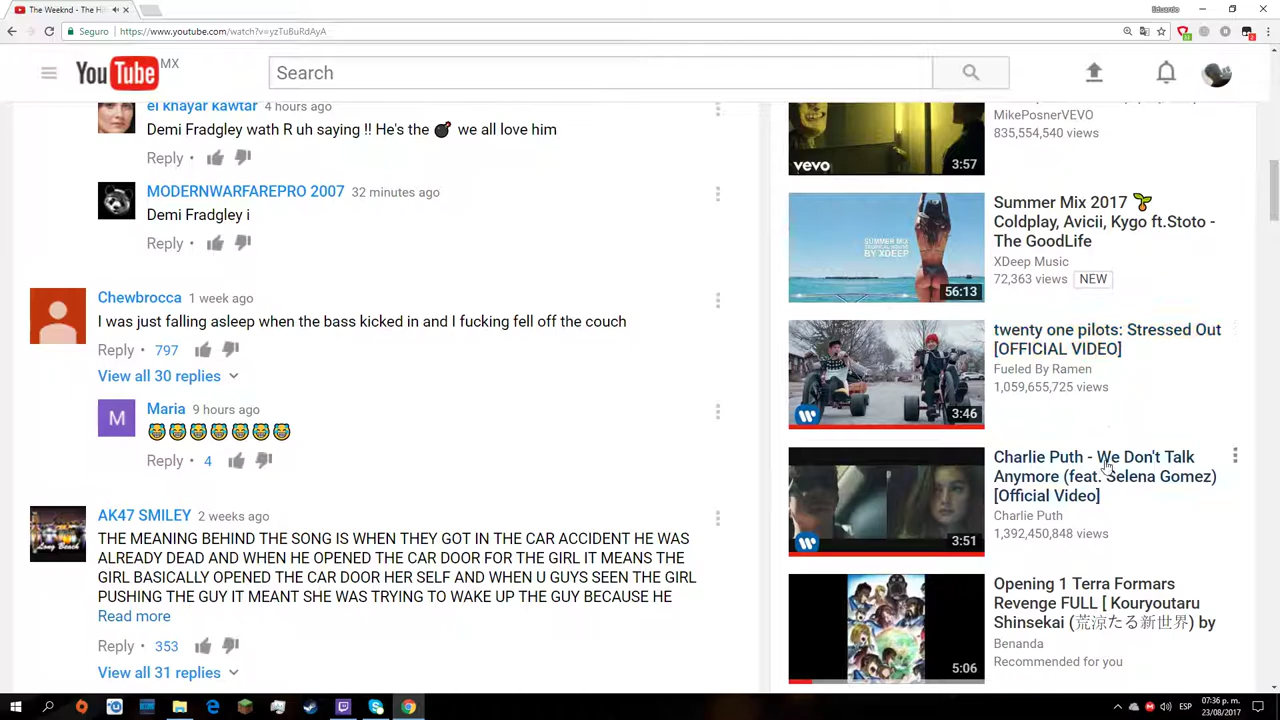 The Weeknd - The Hi
Eduardo
Seguro
https://www.youtube.com/watch?v=yzTuBuRdAyA
YouTube MX
Search
el khayar kawtar 4 hours ago
Demi Fradgley wath R uh saying !! He's the 💣 we all love him
Reply
MODERNWARFAREPRO 2007 32 minutes ago
Demi Fradgley i
Reply
Chewbrocca 1 week ago
I was just falling asleep when the bass kicked in and I fucking fell off the couch
Reply 797
View all 30 replies
M
Maria 9 hours ago
😹😹😹😹😹😹😹
Reply 4
Long Beach
AK47 SMILEY 2 weeks ago
THE MEANING BEHIND THE SONG IS WHEN THEY GOT IN THE CAR ACCIDENT HE WAS
ALREADY DEAD AND WHEN HE OPENED THE CAR DOOR FOR THE GIRL IT MEANS THE
GIRL BASICALLY OPENED THE CAR DOOR HER SELF AND WHEN U GUYS SEEN THE GIRL
PUSHING THE GUY IT MEANT SHE WAS TRYING TO WAKE UP THE GUY BECAUSE HE
Read more
Reply 353
View all 31 replies
MikePosnerVEVO
835,554,540 views
vevo
3:57
Summer Mix 2017 🌱
Coldplay, Avicii, Kygo ft.Stoto -
The GoodLife
XDeep Music
72,363 views NEW
SUMMER MIX
BY XDEEP
56:13
twenty one pilots: Stressed Out
[OFFICIAL VIDEO]
Fueled By Ramen
1,059,655,725 views
3:46
Charlie Puth - We Don't Talk
Anymore (feat. Selena Gomez)
[Official Video]
Charlie Puth
1,392,450,848 views
3:51
Opening 1 Terra Formars
Revenge FULL [ Kouryoutaru
Shinsekai (荒涼たる新世界) by
Benanda
Recommended for you
5:06
ESP
07:36 p. m.
23/08/2017